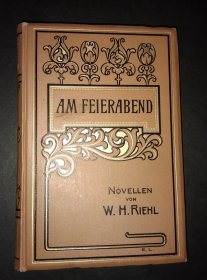 AM FEIERABEND
NOVELLEN
VON
W. H. RIEHL
E. L.